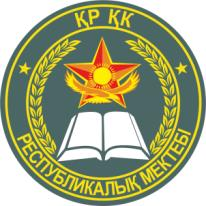 ҚР ҚК
РЕСПУБЛИКАЛЫҚ МЕКТЕБІ